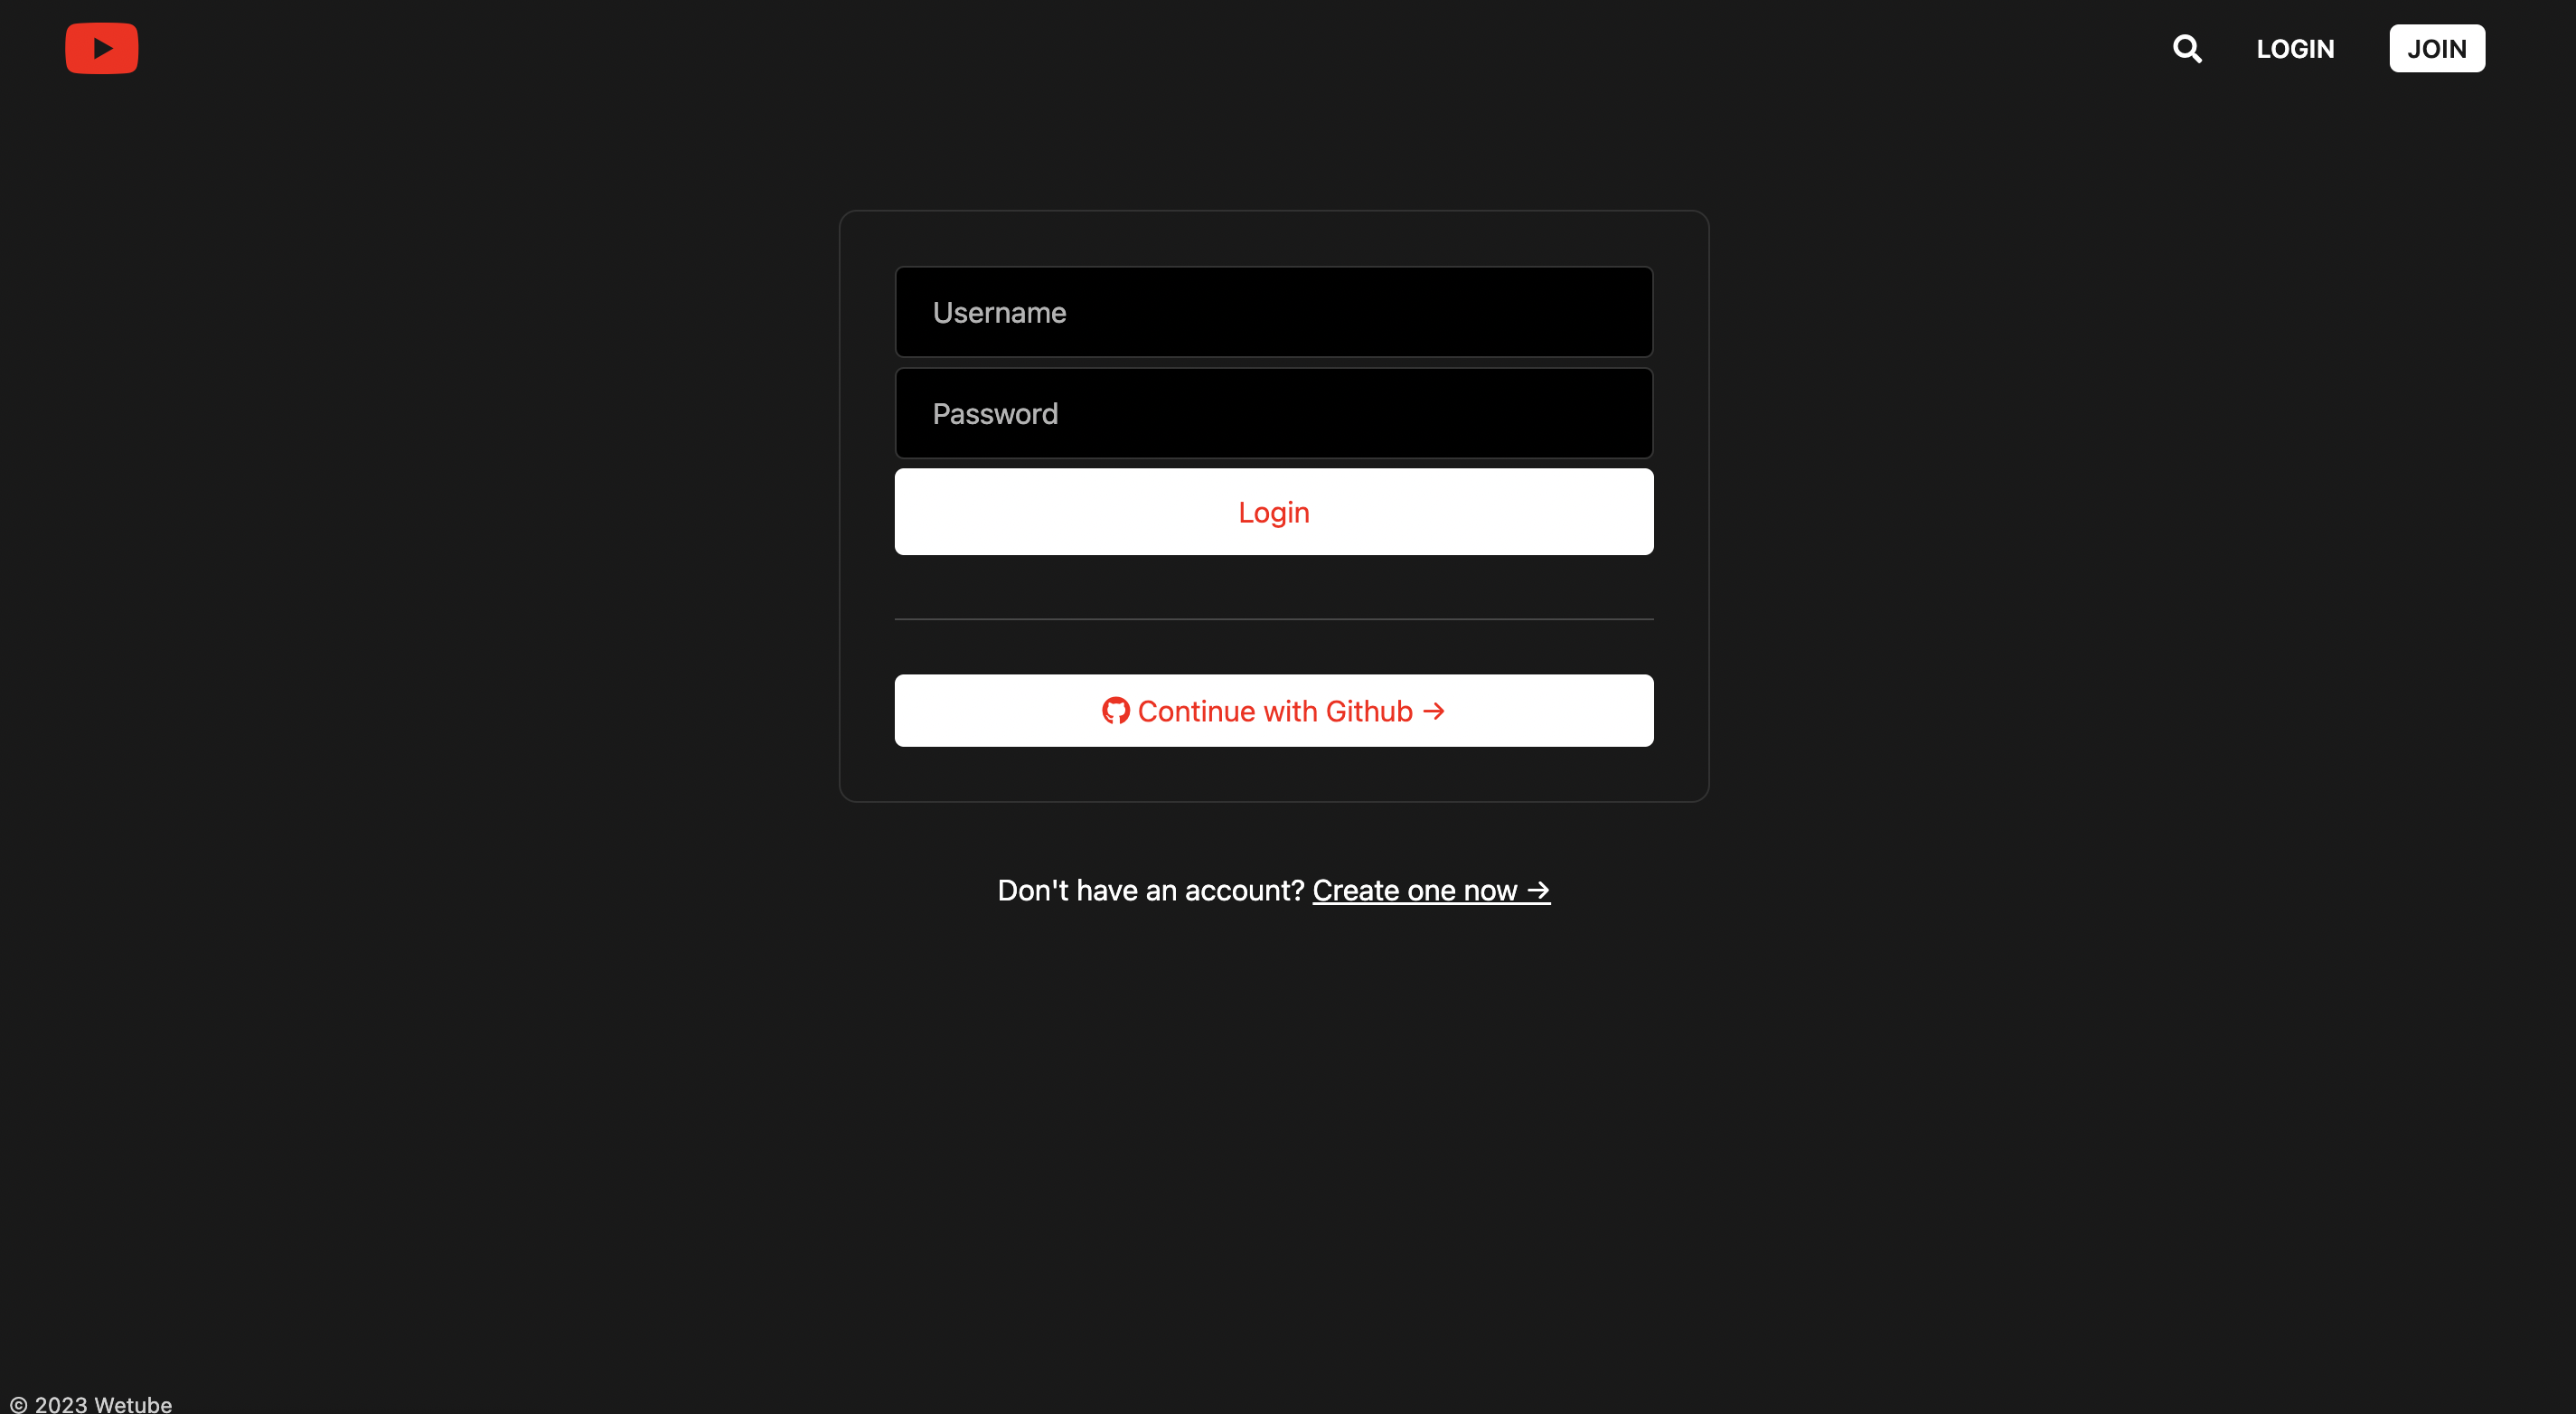 LOGIN JOIN
Username
Password
Login
Continue with Github →
Don't have an account? Create one now →
© 2023 Wetube